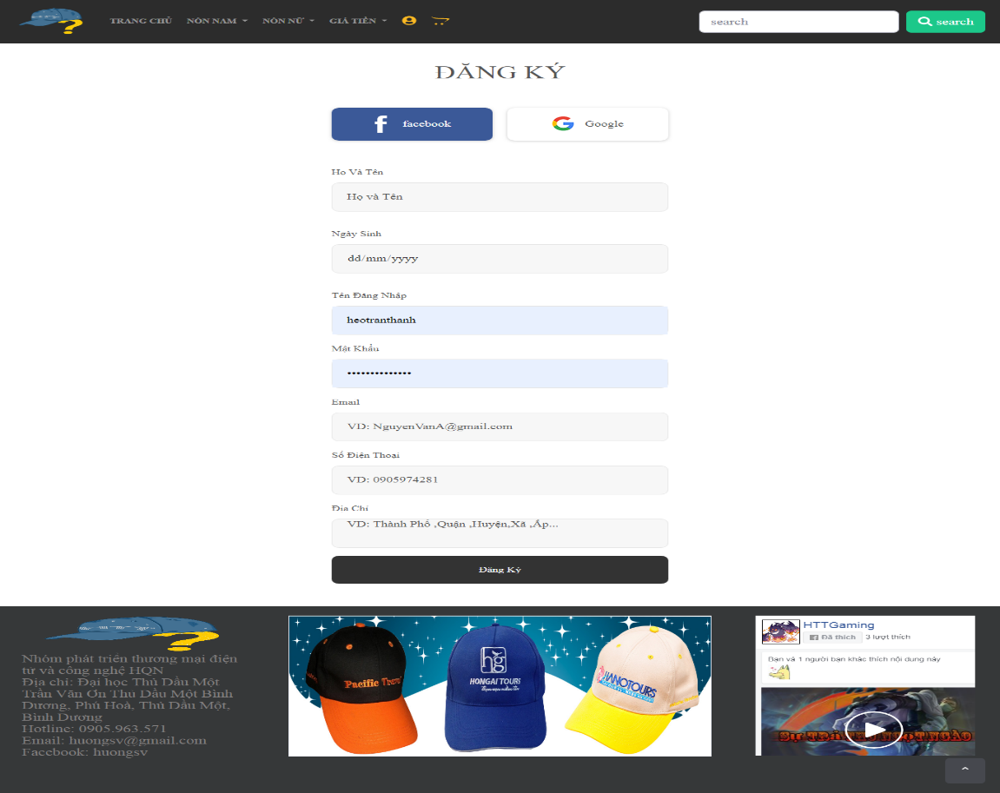 TRANG CHỦ NÓN NAM NÓN NỮ GIÁ TIỀN search search
ĐĂNG KÝ
facebook Google
Họ Và Tên
Họ và Tên
Ngày Sinh
dd/mm/yyyy
Tên Đăng Nhập
heotranthanh
Mật Khẩu
••••••••••••••
Email
VD: NguyenVanA@gmail.com
Số Điện Thoại
VD: 0905974281
Địa Chỉ
VD: Thành Phố ,Quận ,Huyện,Xã ,Ấp...
Đăng Ký
Nhóm phát triển thương mại điện
tử và công nghệ HQN
Địa chỉ: Đại học Thủ Dầu Một
Trần Văn Ơn Thu Dầu Một Bình
Dương, Phú Hoà, Thủ Dầu Một,
Bình Dương
Hotline: 0905.963.571
Email: huongsv@gmail.com
Facebook: huongsv
Pacific Travel
hg
HONGAI TOURS
HANOTOURS
HTTGaming
Đã thích 3 lượt thích
Bạn và 1 người bạn khác thích nội dung này